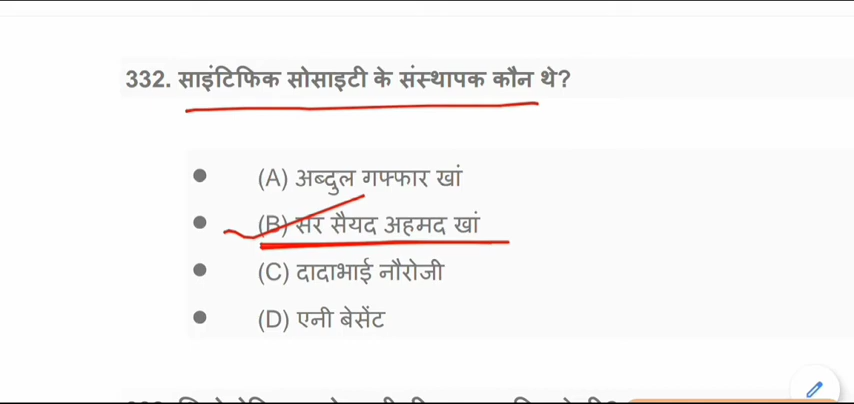 332. साइंटिफिक सोसाइटी के संस्थापक कौन थे?
(A) अब्दुल गफ्फार खां
(B) सर सैयद अहमद खां
(C) दादाभाई नौरोजी
(D) एनी बेसेंट